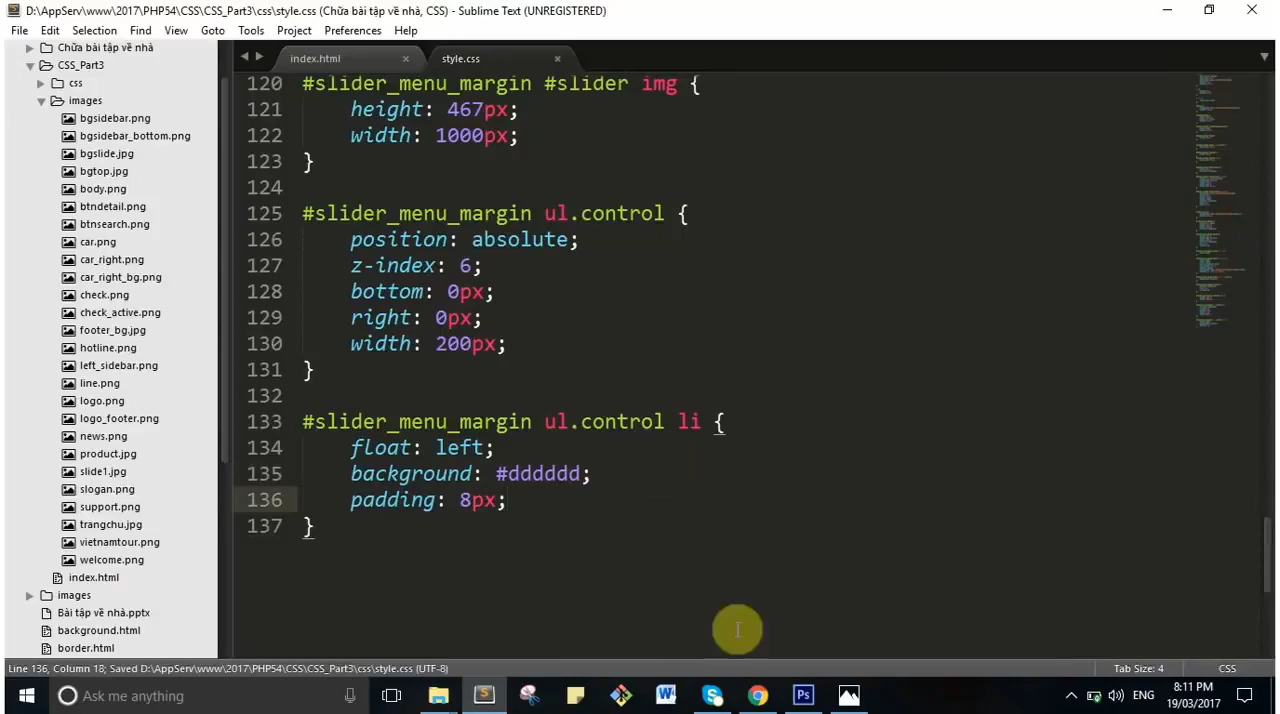 D:\AppServ\www\2017\PHP54\CSS\CSS_Part3\css\style.css (Chữa bài tập về nhà, CSS) - Sublime Text (UNREGISTERED)
File Edit Selection Find View Goto Tools Project Preferences Help
Chữa bài tập về nhà
CSS_Part3
css
images
bgsidebar.png
bgsidebar_bottom.png
bgslide.jpg
bgtop.jpg
body.png
btndetail.png
btnsearch.png
car.png
car_right.png
car_right_bg.png
check.png
check_active.png
footer_bg.jpg
hotline.png
left_sidebar.png
line.png
logo.png
logo_footer.png
news.png
product.jpg
slide1.jpg
slogan.png
support.png
trangchu.jpg
vietnamtour.png
welcome.png
index.html
images
Bài tập về nhà.pptx
background.html
border.html
index.html × style.css ×
120 #slider_menu_margin #slider img {
121 height: 467px;
122 width: 1000px;
123 }
124
125 #slider_menu_margin ul.control {
126 position: absolute;
127 z-index: 6;
128 bottom: 0px;
129 right: 0px;
130 width: 200px;
131 }
132
133 #slider_menu_margin ul.control li {
134 float: left;
135 background: #dddddd;
136 padding: 8px;
137 }
Line 136, Column 18; Saved D:\AppServ\www\2017\PHP54\CSS\CSS_Part3\css\style.css (UTF-8) Tab Size: 4 CSS
Ask me anything
ENG
8:11 PM
19/03/2017